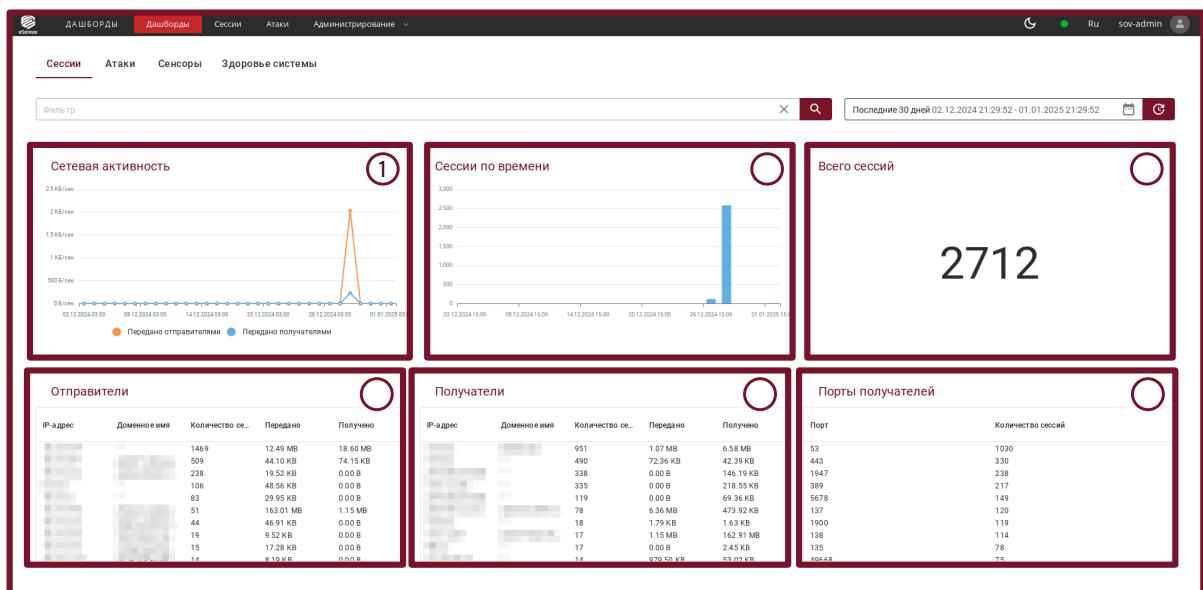 eSensor ДАШБОРДЫ Дашборды Сессии Атаки Администрирование Ru sov-admin
Сессии Атаки Сенсоры Здоровье системы
Фильтр Последние 30 дней 02.12.2024 21:29:52 - 01.01.2025 21:29:52
Сетевая активность 1
2.5 КБ/сек
2 КБ/сек
1.5 КБ/сек
1 КБ/сек
500 Б/сек
0 Б/сек
02.12.2024 03:00 08.12.2024 03:00 14.12.2024 03:00 20.12.2024 03:00 26.12.2024 03:00 01.01.2025 03:
Передано отправителями Передано получателями
Сессии по времени
3,000
2,500
2,000
1,500
1,000
500
0
02.12.2024 15:00 08.12.2024 15:00 14.12.2024 15:00 20.12.2024 15:00 26.12.2024 15:00 01.01.2025 15:
Всего сессий
2712
Отправители
IP-адрес Доменное имя Количество се... Передано Получено
1469 12.49 MB 18.60 MB
509 44.10 KB 74.15 KB
238 19.52 KB 0.00 B
106 48.56 KB 0.00 B
83 29.95 KB 0.00 B
51 163.01 MB 1.15 MB
44 46.91 KB 0.00 B
19 9.52 KB 0.00 B
15 17.28 KB 0.00 B
14 8.19 KB 0.00 B
Получатели
IP-адрес Доменное имя Количество се... Передано Получено
951 1.07 MB 6.58 MB
490 72.36 KB 42.39 KB
338 0.00 B 146.19 KB
335 0.00 B 218.55 KB
119 0.00 B 69.36 KB
78 6.36 MB 473.92 KB
18 1.79 KB 1.63 KB
17 1.15 MB 162.91 MB
17 0.00 B 2.45 KB
14 979.50 KB 53.02 KB
Порты получателей
Порт Количество сессий
53 1030
443 330
1947 238
389 217
5678 149
137 120
1900 119
138 114
135 78
49668 75